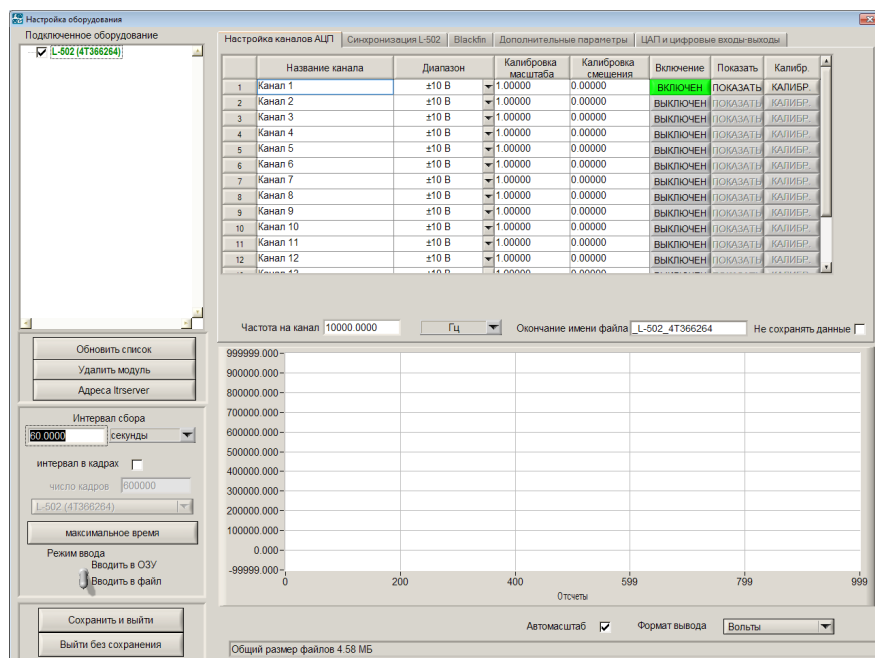 Настройка оборудования
Подключенное оборудование
L-502 (4T366264)
Обновить список
Удалить модуль
Адреса ltrserver
Интервал сбора
60.0000 секунды
интервал в кадрах
число кадров 600000
L-502 (4T366264)
максимальное время
Режим ввода
Вводить в ОЗУ
Вводить в файл
Сохранить и выйти
Выйти без сохранения
Настройка каналов АЦП Синхронизация L-502 Blackfin Дополнительные параметры ЦАП и цифровые входы-выходы
Название канала Диапазон Калибровка масштаба Калибровка смещения Включение Показать Калибр.
1 Канал 1 ±10 В 1.00000 0.00000 ВКЛЮЧЕН ПОКАЗАТЬ КАЛИБР.
2 Канал 2 ±10 В 1.00000 0.00000 ВЫКЛЮЧЕН ПОКАЗАТЬ КАЛИБР.
3 Канал 3 ±10 В 1.00000 0.00000 ВЫКЛЮЧЕН ПОКАЗАТЬ КАЛИБР.
4 Канал 4 ±10 В 1.00000 0.00000 ВЫКЛЮЧЕН ПОКАЗАТЬ КАЛИБР.
5 Канал 5 ±10 В 1.00000 0.00000 ВЫКЛЮЧЕН ПОКАЗАТЬ КАЛИБР.
6 Канал 6 ±10 В 1.00000 0.00000 ВЫКЛЮЧЕН ПОКАЗАТЬ КАЛИБР.
7 Канал 7 ±10 В 1.00000 0.00000 ВЫКЛЮЧЕН ПОКАЗАТЬ КАЛИБР.
8 Канал 8 ±10 В 1.00000 0.00000 ВЫКЛЮЧЕН ПОКАЗАТЬ КАЛИБР.
9 Канал 9 ±10 В 1.00000 0.00000 ВЫКЛЮЧЕН ПОКАЗАТЬ КАЛИБР.
10 Канал 10 ±10 В 1.00000 0.00000 ВЫКЛЮЧЕН ПОКАЗАТЬ КАЛИБР.
11 Канал 11 ±10 В 1.00000 0.00000 ВЫКЛЮЧЕН ПОКАЗАТЬ КАЛИБР.
12 Канал 12 ±10 В 1.00000 0.00000 ВЫКЛЮЧЕН ПОКАЗАТЬ КАЛИБР.
Частота на канал 10000.0000 Гц Окончание имени файла _L-502_4T366264 Не сохранять данные
999999.000
900000.000
800000.000
700000.000
600000.000
500000.000
400000.000
300000.000
200000.000
100000.000
0.000
-99999.000
0 200 400 599 799 999
Отсчеты
Автомасштаб Формат вывода Вольты
Общий размер файлов 4.58 МБ